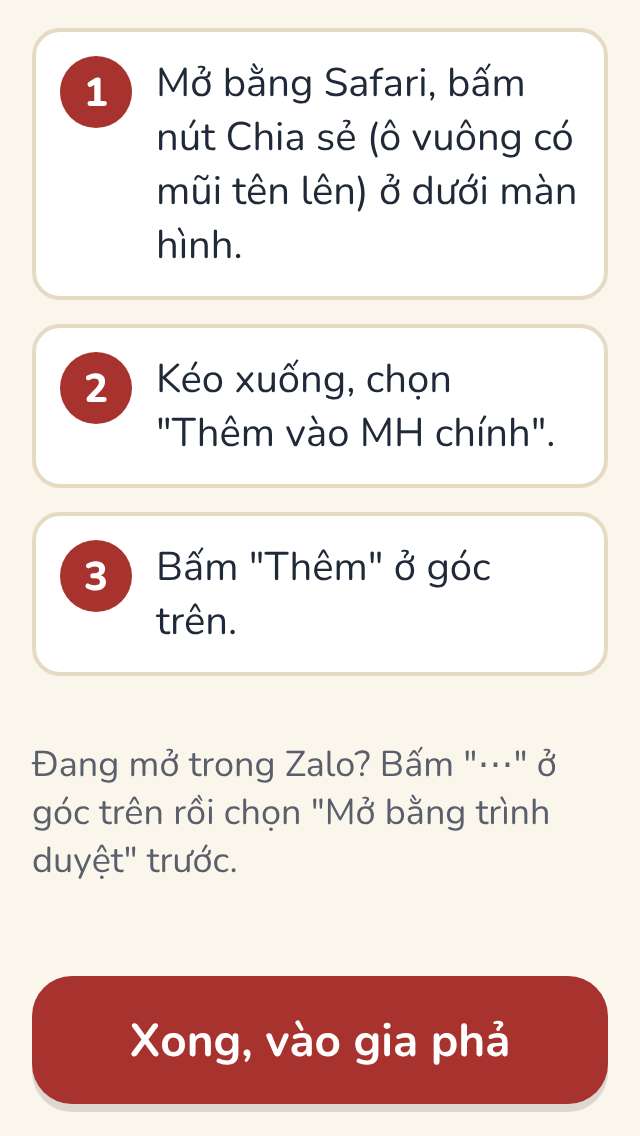 1
Mở bằng Safari, bấm
nút Chia sẻ (ô vuông có
mũi tên lên) ở dưới màn
hình.
2
Kéo xuống, chọn
"Thêm vào MH chính".
3
Bấm "Thêm" ở góc
trên.
Đang mở trong Zalo? Bấm "⋯" ở
góc trên rồi chọn "Mở bằng trình
duyệt" trước.
Xong, vào gia phả